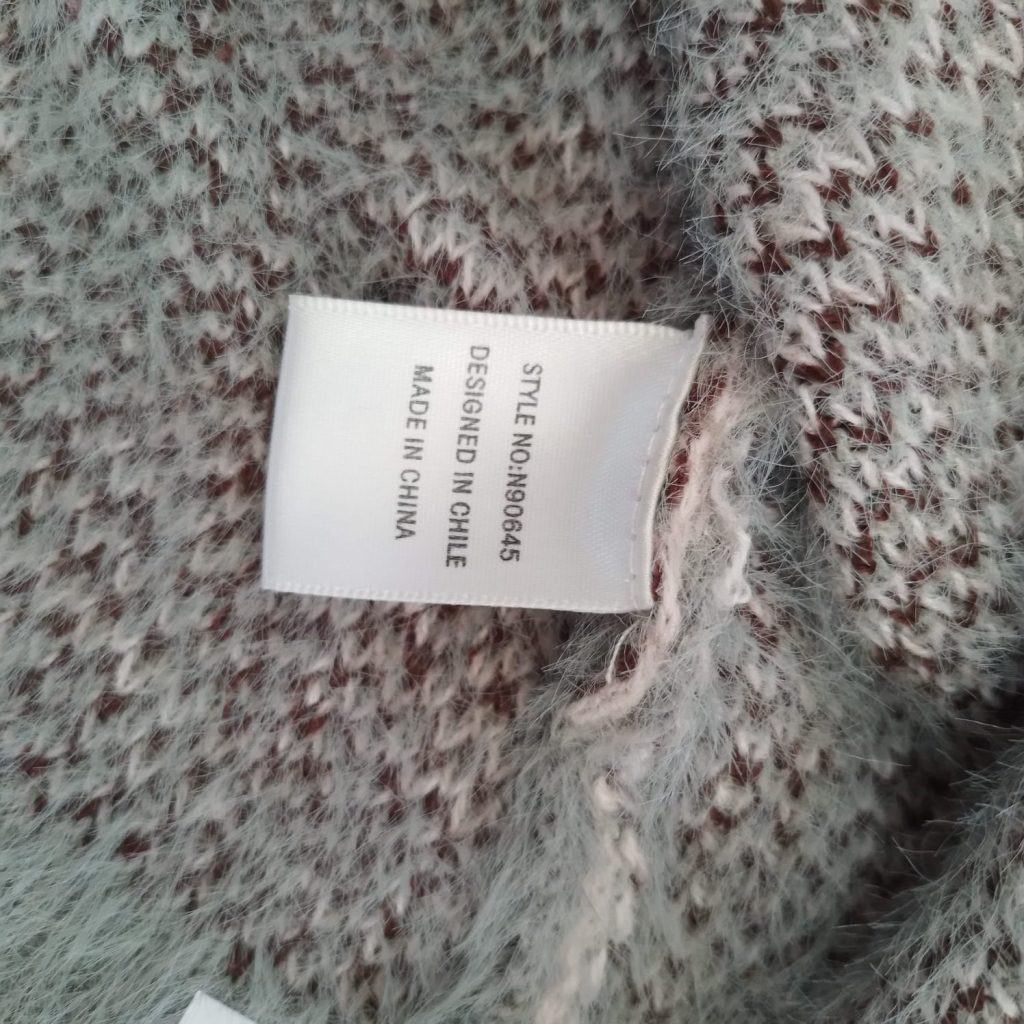 STYLE NO:N90645
DESIGNED IN CHILE
MADE IN CHINA